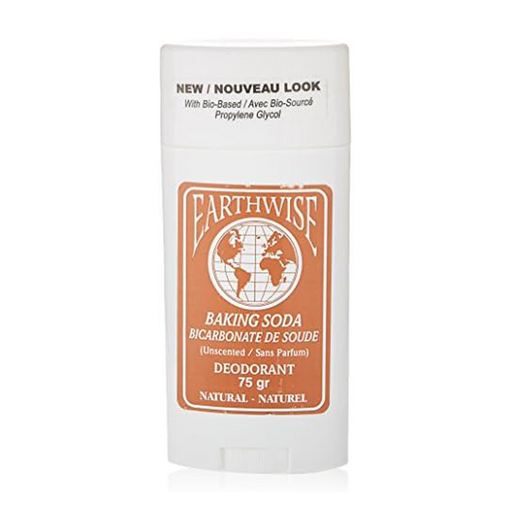 NEW / NOUVEAU LOOK
With Bio-Based / Avec Bio-Sourcé
Propylene Glycol
EARTHWISE
BAKING SODA
BICARBONATE DE SOUDE
(Unscented / Sans Parfum)
DEODORANT
75 gr
NATURAL - NATUREL